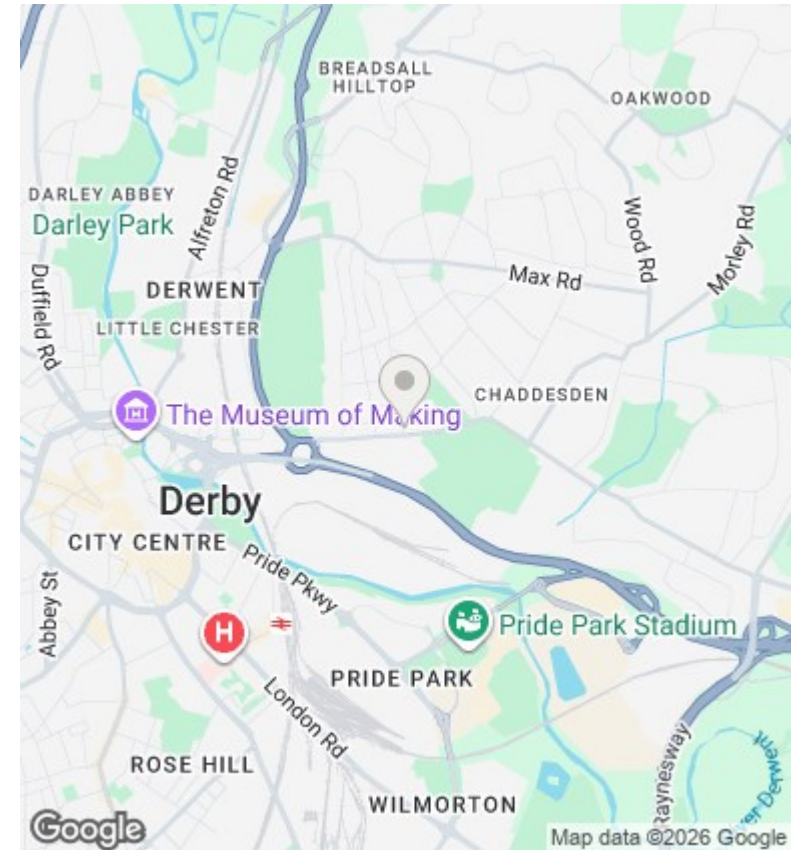 BREADSALL
HILLTOP
OAKWOOD
DARLEY ABBEY
Darley Park
Alfreton Rd
Wood Rd
Morley Rd
Duffield Rd
Max Rd
DERWENT
LITTLE CHESTER
CHADDESDEN
The Museum of Making
Derby
CITY CENTRE
Pride Pkwy
Abbey St
H
Pride Park Stadium
PRIDE PARK
London Rd
ROSE HILL
Raynesway
River Derwent
WILMORTON
Google
Map data ©2026 Google